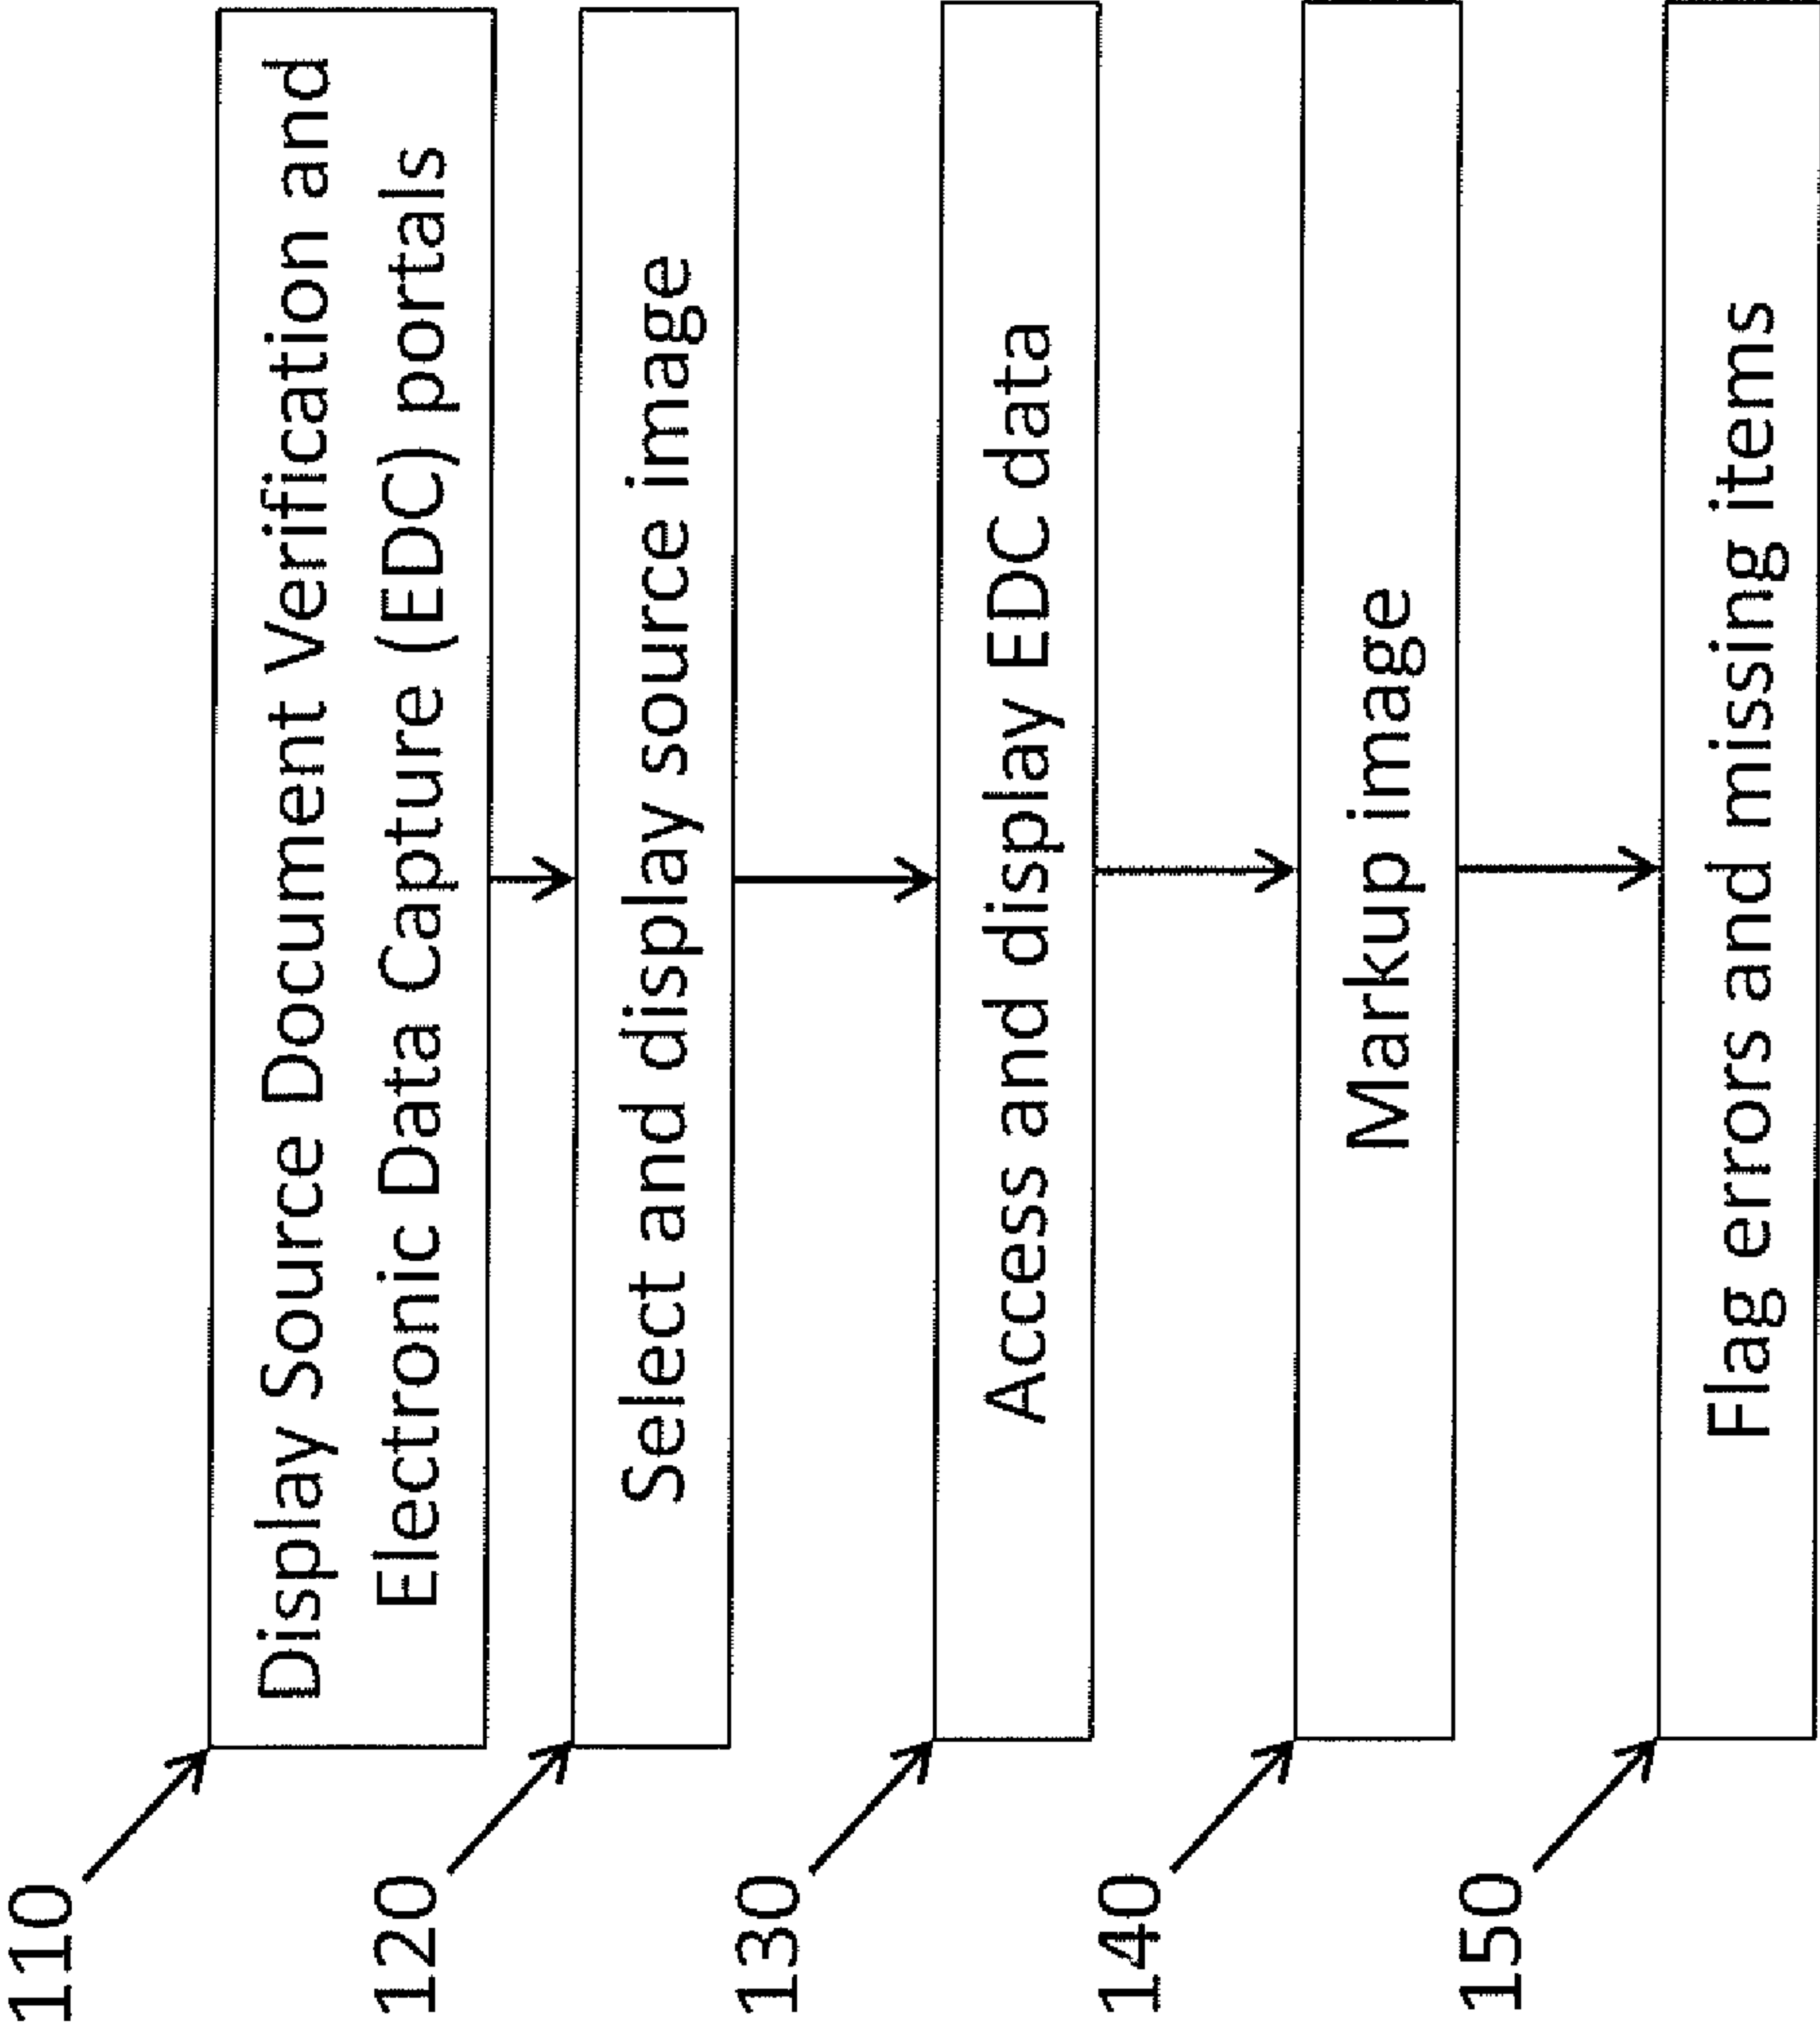 110
Display Source Document Verification and
Electronic Data Capture (EDC) portals
120
Select and display source image
130
Access and display EDC data
140
Markup image
150
Flag errors and missing items